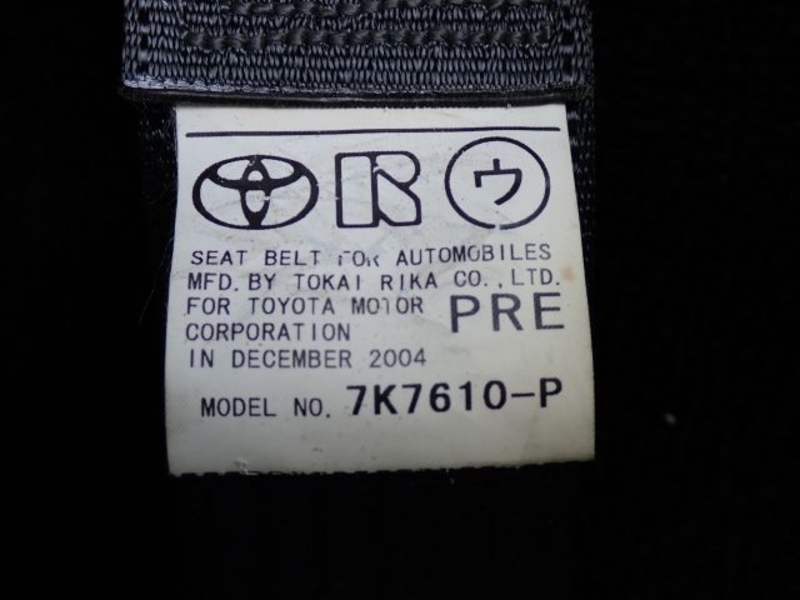 ウ
SEAT BELT FOR AUTOMOBILES
MFD. BY TOKAI RIKA CO.,LTD.
FOR TOYOTA MOTOR
PRE
CORPORATION
IN DECEMBER 2004
MODEL NO. 7K7610-P